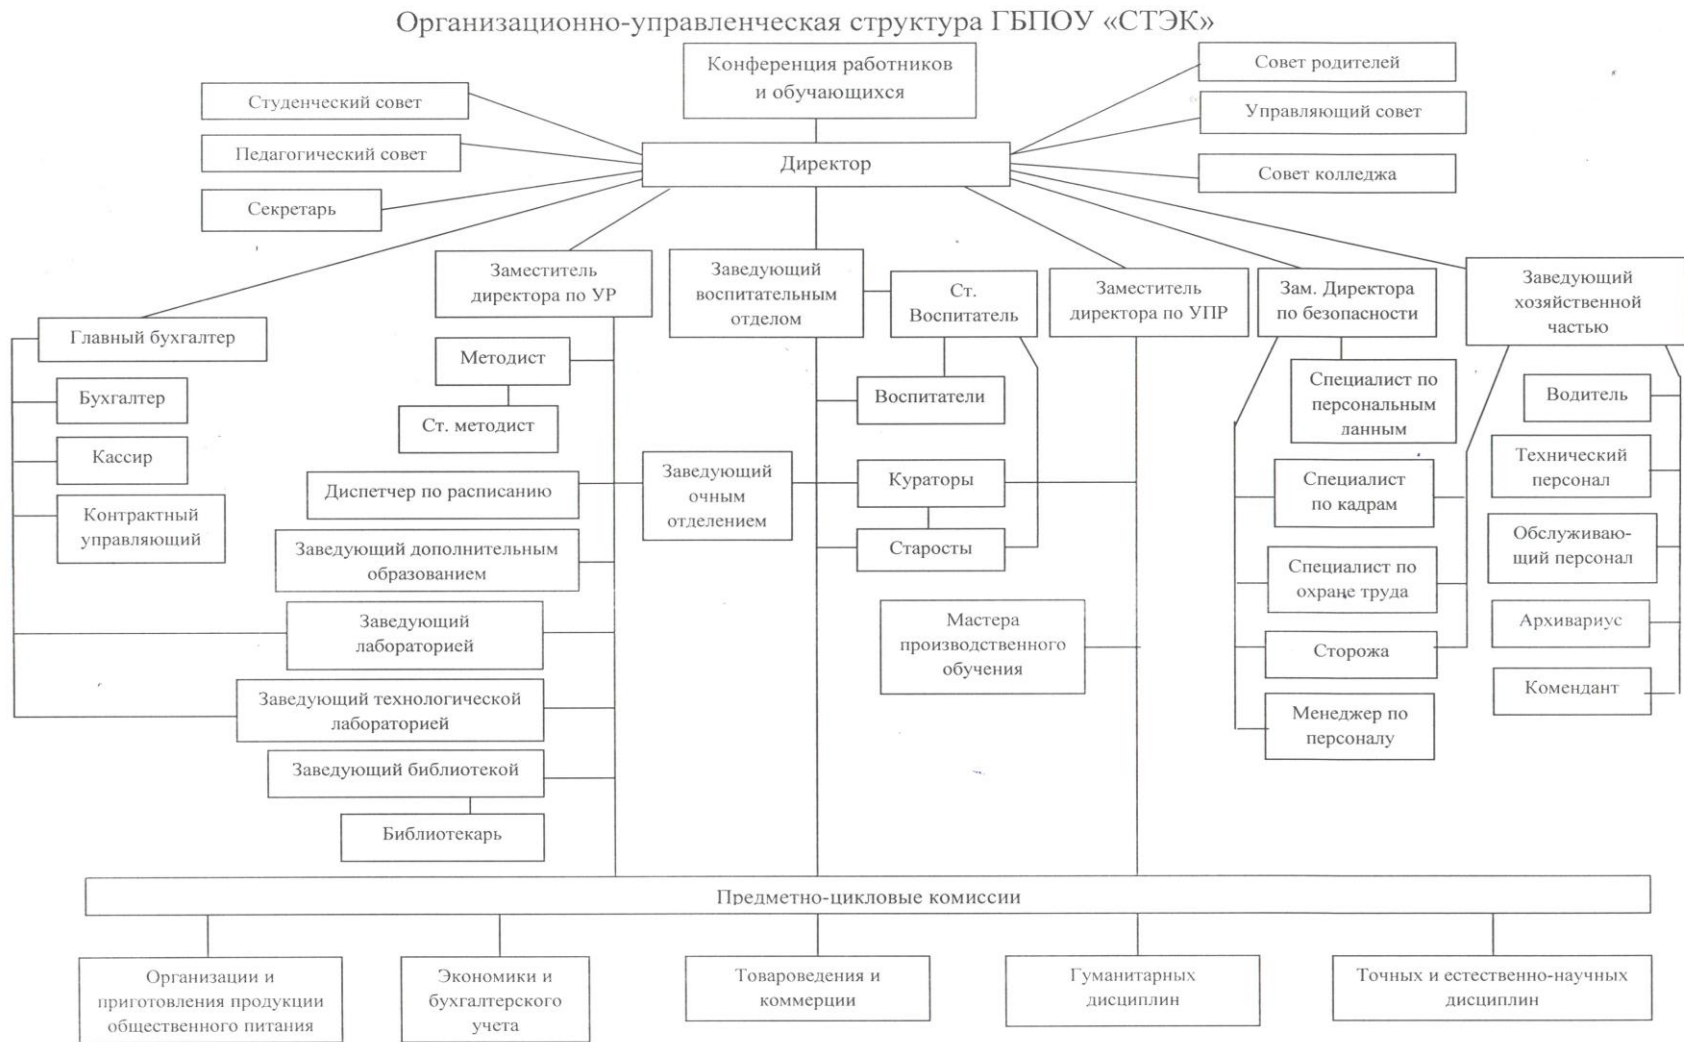 Организационно-управленческая структура ГБПОУ «СТЭК»
Конференция работников
и обучающихся
Совет родителей
Студенческий совет
Управляющий совет
Педагогический совет
Директор
Совет колледжа
Секретарь
Заместитель
директора по УР
Заведующий
воспитательным
отделом
Ст.
Воспитатель
Заместитель
директора по УПР
Зам. Директора
по безопасности
Заведующий
хозяйственной
частью
Главный бухгалтер
Бухгалтер
Кассир
Контрактный
управляющий
Методист
Ст. методист
Диспетчер по расписанию
Заведующий дополнительным
образованием
Заведующий
лабораторией
Заведующий технологической
лабораторией
Заведующий библиотекой
Библиотекарь
Заведующий
очным
отделением
Воспитатели
Кураторы
Старосты
Мастера
производственного
обучения
Специалист по
персональным
данным
Специалист
по кадрам
Специалист по
охране труда
Сторожа
Менеджер по
персоналу
Водитель
Технический
персонал
Обслуживаю-
щий персонал
Архивариус
Комендант
Предметно-цикловые комиссии
Организации и
приготовления продукции
общественного питания
Экономики и
бухгалтерского
учета
Товароведения и
коммерции
Гуманитарных
дисциплин
Точных и естественно-научных
дисциплин